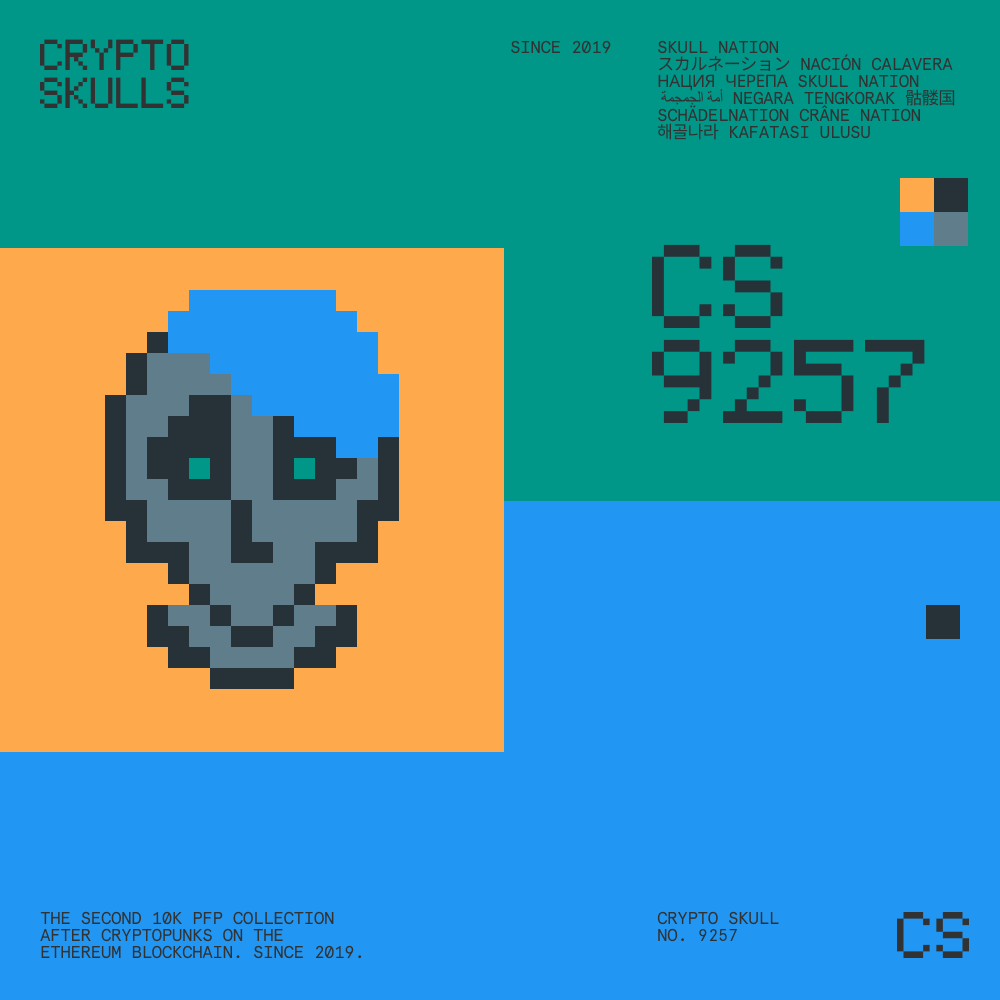 CRYPTO
SKULLS
SINCE 2019
SKULL NATION
スカルネーション NACIÓN CALAVERA
НАЦИЯ ЧЕРЕПА SKULL NATION
أمة الجمجمة NEGARA TENGKORAK 骷髅国
SCHÄDELNATION CRÂNE NATION
해골나라 KAFATASI ULUSU
CS
9257
THE SECOND 10K PFP COLLECTION
AFTER CRYPTOPUNKS ON THE
ETHEREUM BLOCKCHAIN. SINCE 2019.
CRYPTO SKULL
NO. 9257
CS